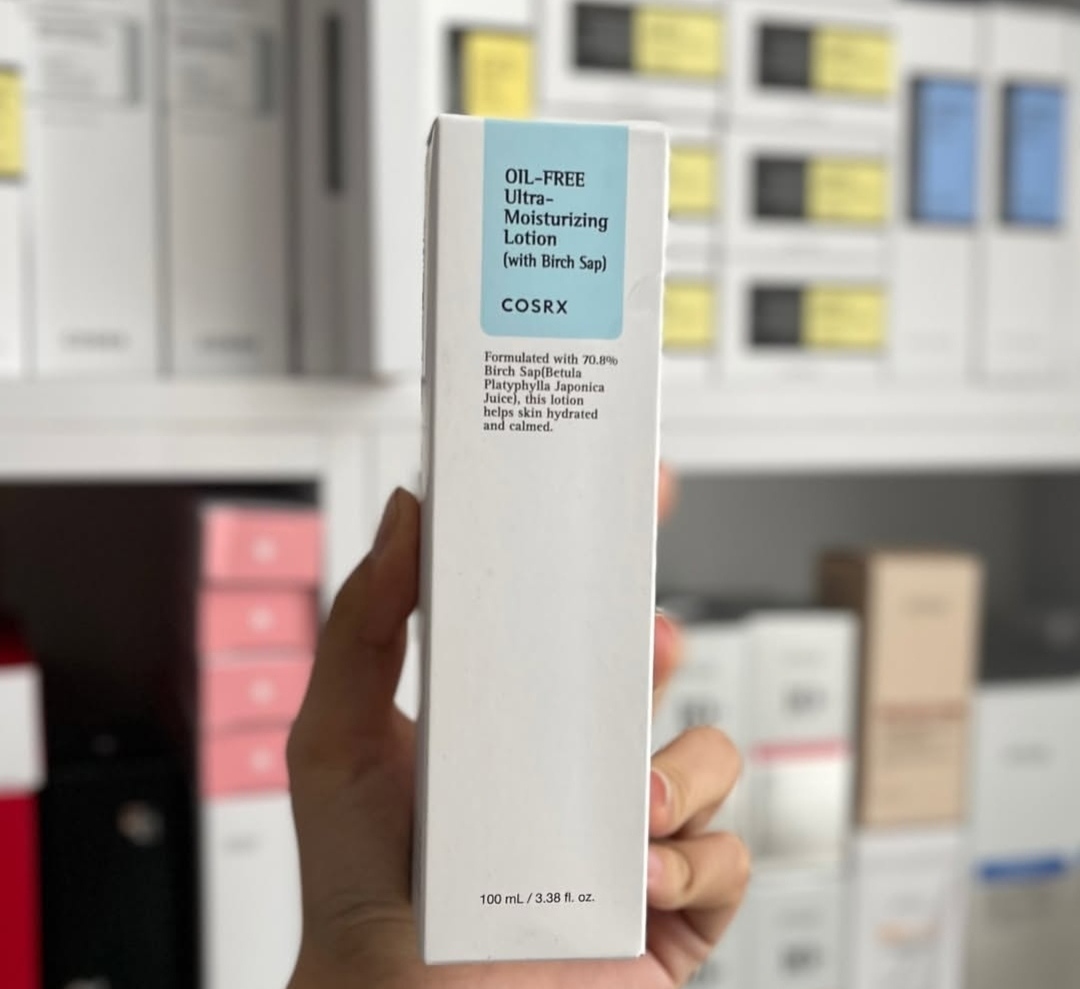 OIL-FREE
Ultra-
Moisturizing
Lotion
(with Birch Sap)
COSRX
Formulated with 70.8%
Birch Sap(Betula
Platyphylla Japonica
Juice), this lotion
helps skin hydrated
and calmed.
100 mL / 3.38 fl. oz.